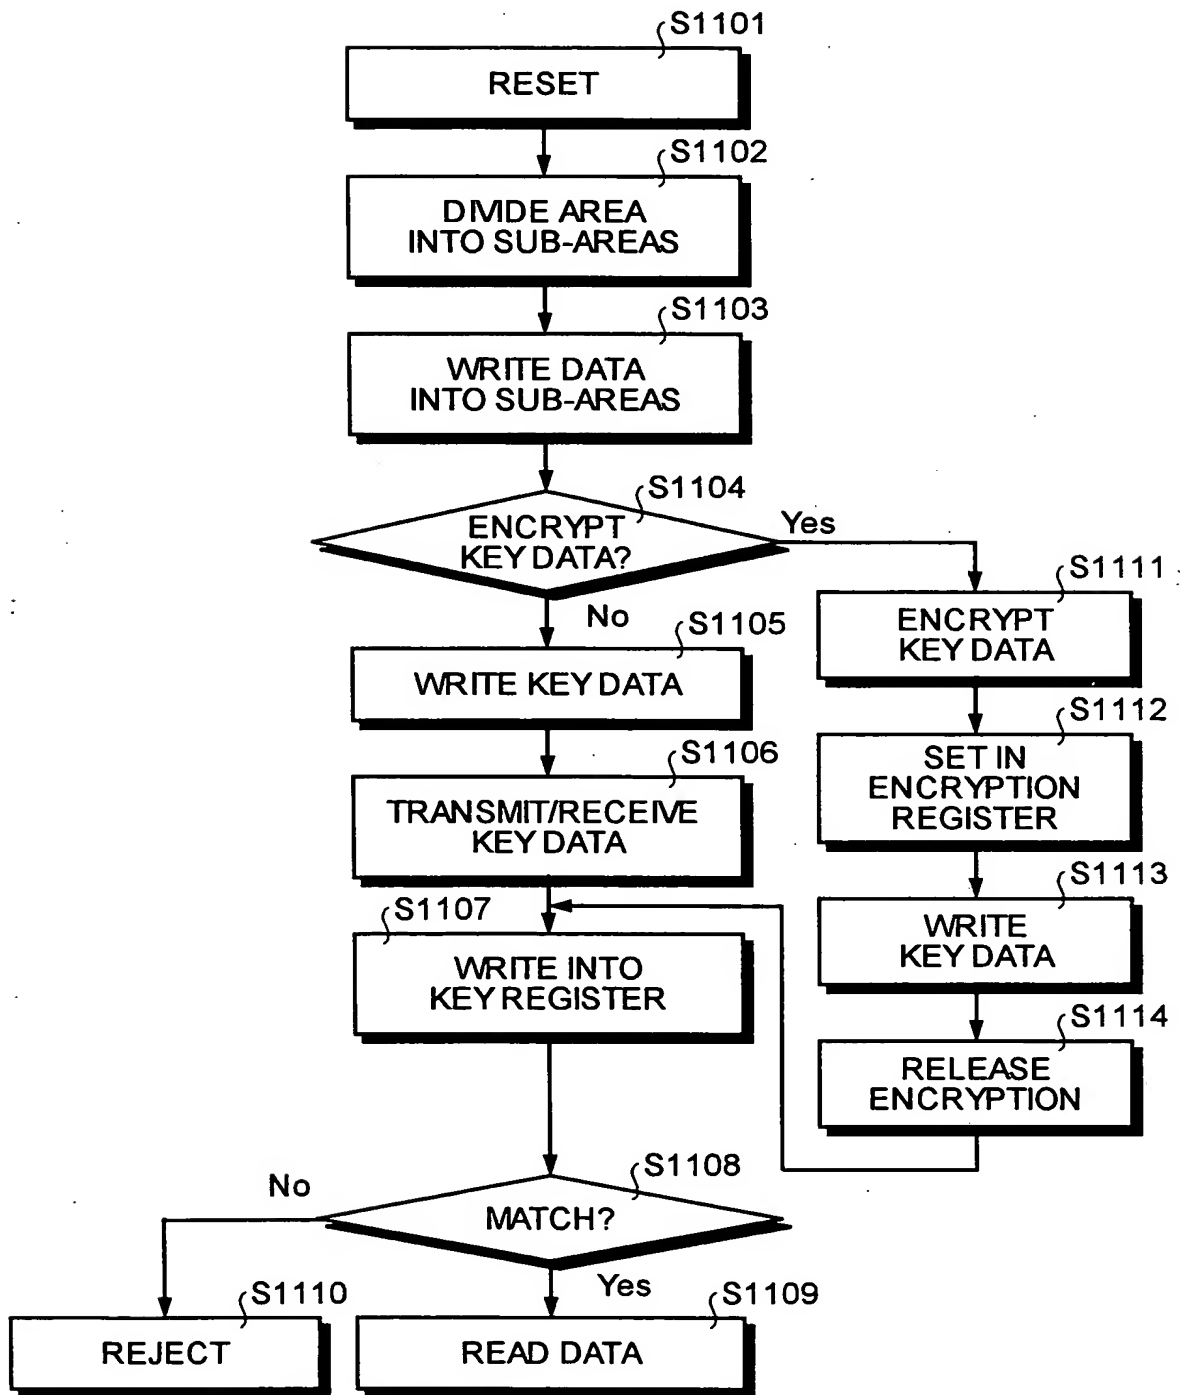 S1101
RESET
S1102
DIVIDE AREA
INTO SUB-AREAS
S1103
WRITE DATA
INTO SUB-AREAS
S1104
ENCRYPT
KEY DATA?
Yes
No
S1105
WRITE KEY DATA
S1106
TRANSMIT/RECEIVE
KEY DATA
S1107
WRITE INTO
KEY REGISTER
S1111
ENCRYPT
KEY DATA
S1112
SET IN
ENCRYPTION
REGISTER
S1113
WRITE
KEY DATA
S1114
RELEASE
ENCRYPTION
S1108
MATCH?
No
Yes
S1110
REJECT
S1109
READ DATA